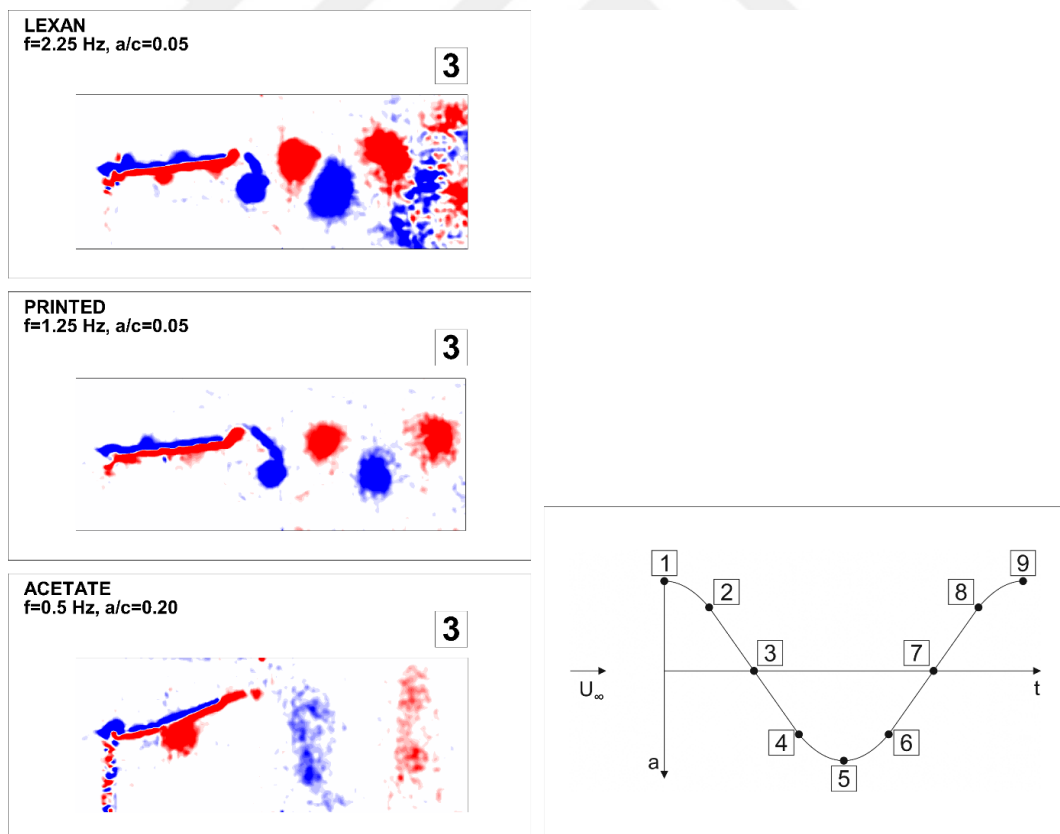 LEXAN
f=2.25 Hz, a/c=0.05
3
PRINTED
f=1.25 Hz, a/c=0.05
3
ACETATE
f=0.5 Hz, a/c=0.20
3
1
2
3
4
5
6
7
8
9
U∞
t
a